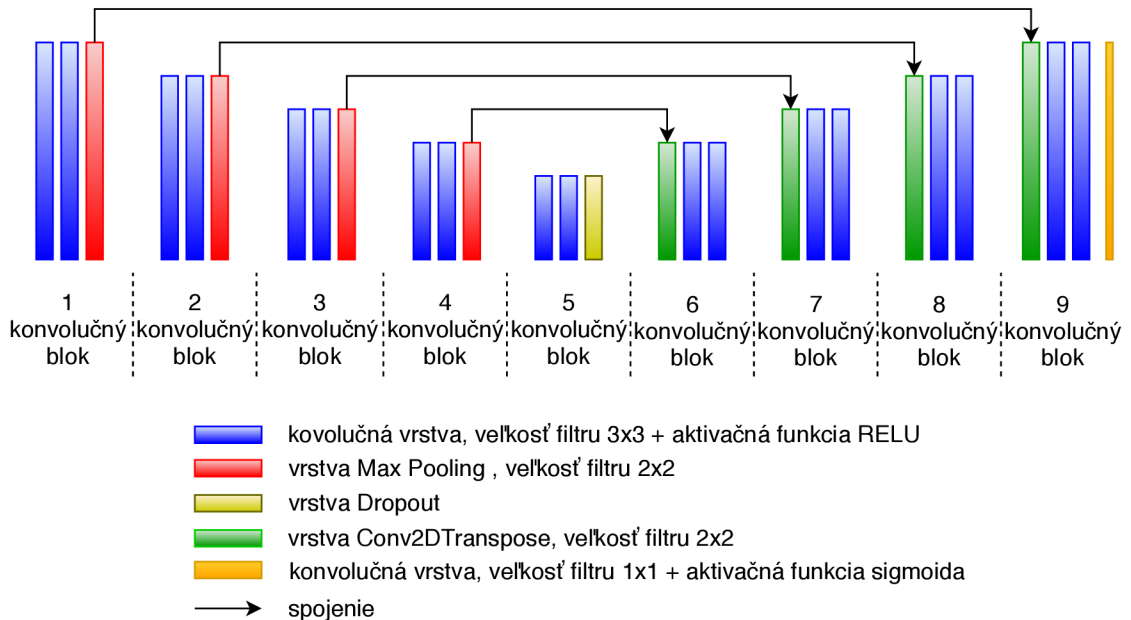 1
konvolučný
blok
2
konvolučný
blok
3
konvolučný
blok
4
konvolučný
blok
5
konvolučný
blok
6
konvolučný
blok
7
konvolučný
blok
8
konvolučný
blok
9
konvolučný
blok
kovolučná vrstva, veľkosť filtru 3x3 + aktivačná funkcia RELU
vrstva Max Pooling , veľkosť filtru 2x2
vrstva Dropout
vrstva Conv2DTranspose, veľkosť filtru 2x2
konvolučná vrstva, veľkosť filtru 1x1 + aktivačná funkcia sigmoida
spojenie